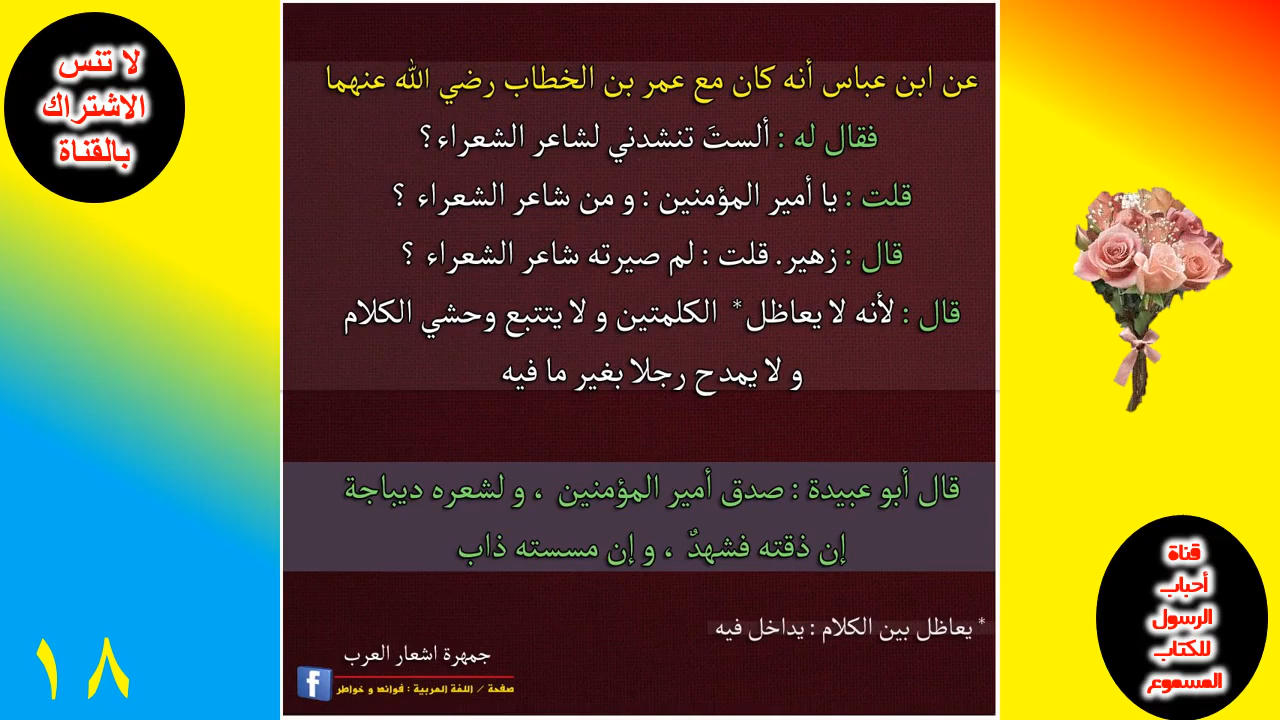 لا تنس
الاشتراك
بالقناة
عن ابن عباس أنه كان مع عمر بن الخطاب رضي الله عنهما
فقال له : ألستَ تنشدني لشاعر الشعراء؟
قلت : يا أمير المؤمنين : و من شاعر الشعراء ؟
قال : زهير. قلت : لم صيرته شاعر الشعراء ؟
قال : لأنه لا يعاظل* الكلمتين و لا يتتبع وحشي الكلام
و لا يمدح رجلا بغير ما فيه
قال أبو عبيدة : صدق أمير المؤمنين ، و لشعره ديباجة
إن ذقته فشهدٌ ، و إن مسسته ذاب
* يعاظل بين الكلام : يداخل فيه
جمهرة اشعار العرب
صفحة / اللغة العربية : فوائد و خواطر
f
١٨
قناة
أحباب
الرسول
للكتاب
المسموع